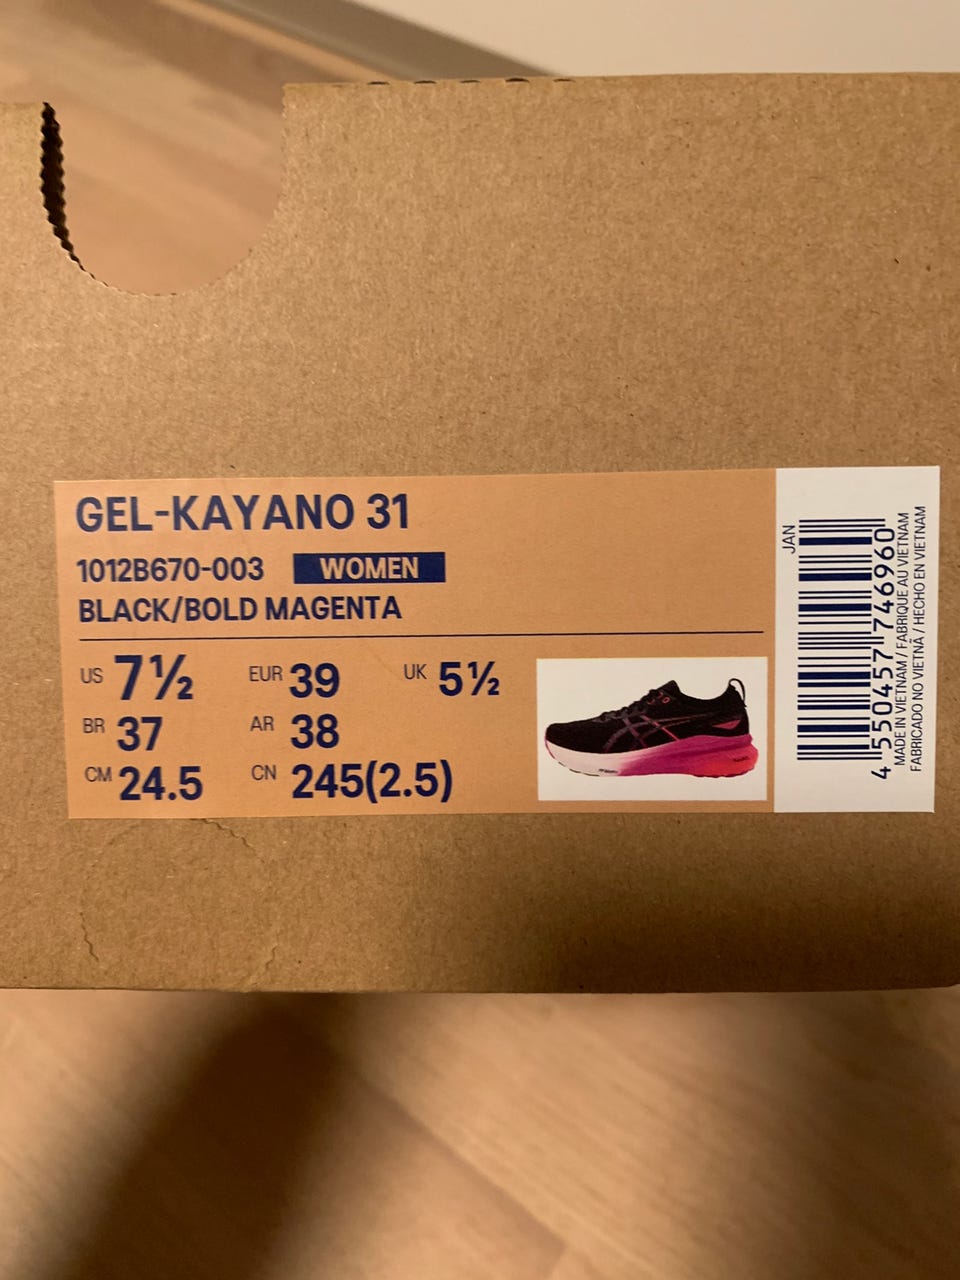 GEL-KAYANO 31
1012B670-003 WOMEN
BLACK/BOLD MAGENTA
US 7½ EUR 39 UK 5½
BR 37 AR 38
CM 24.5 CN 245(2.5)
JAN
4 550457 746960
MADE IN VIETNAM / FABRIQUE AU VIETNAM
FABRICADO NO VIETNÃ / HECHO EN VIETNAM